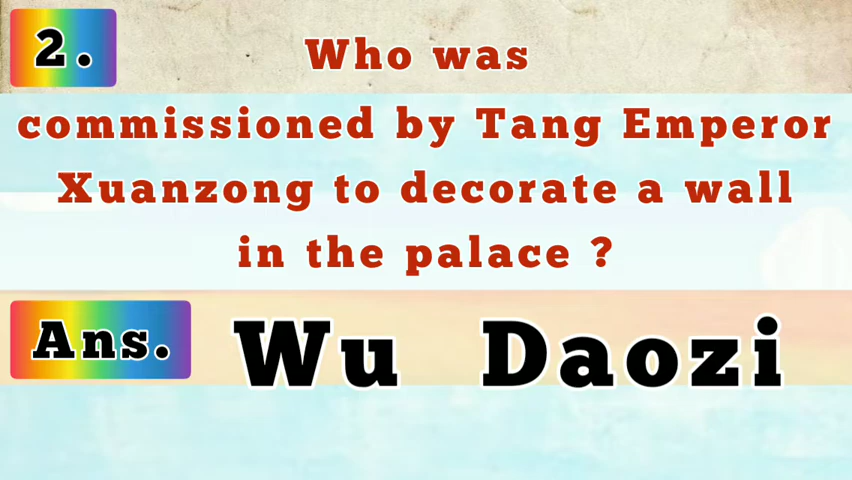 2.
Who was
commissioned by Tang Emperor
Xuanzong to decorate a wall
in the palace ?
Ans. Wu Daozi